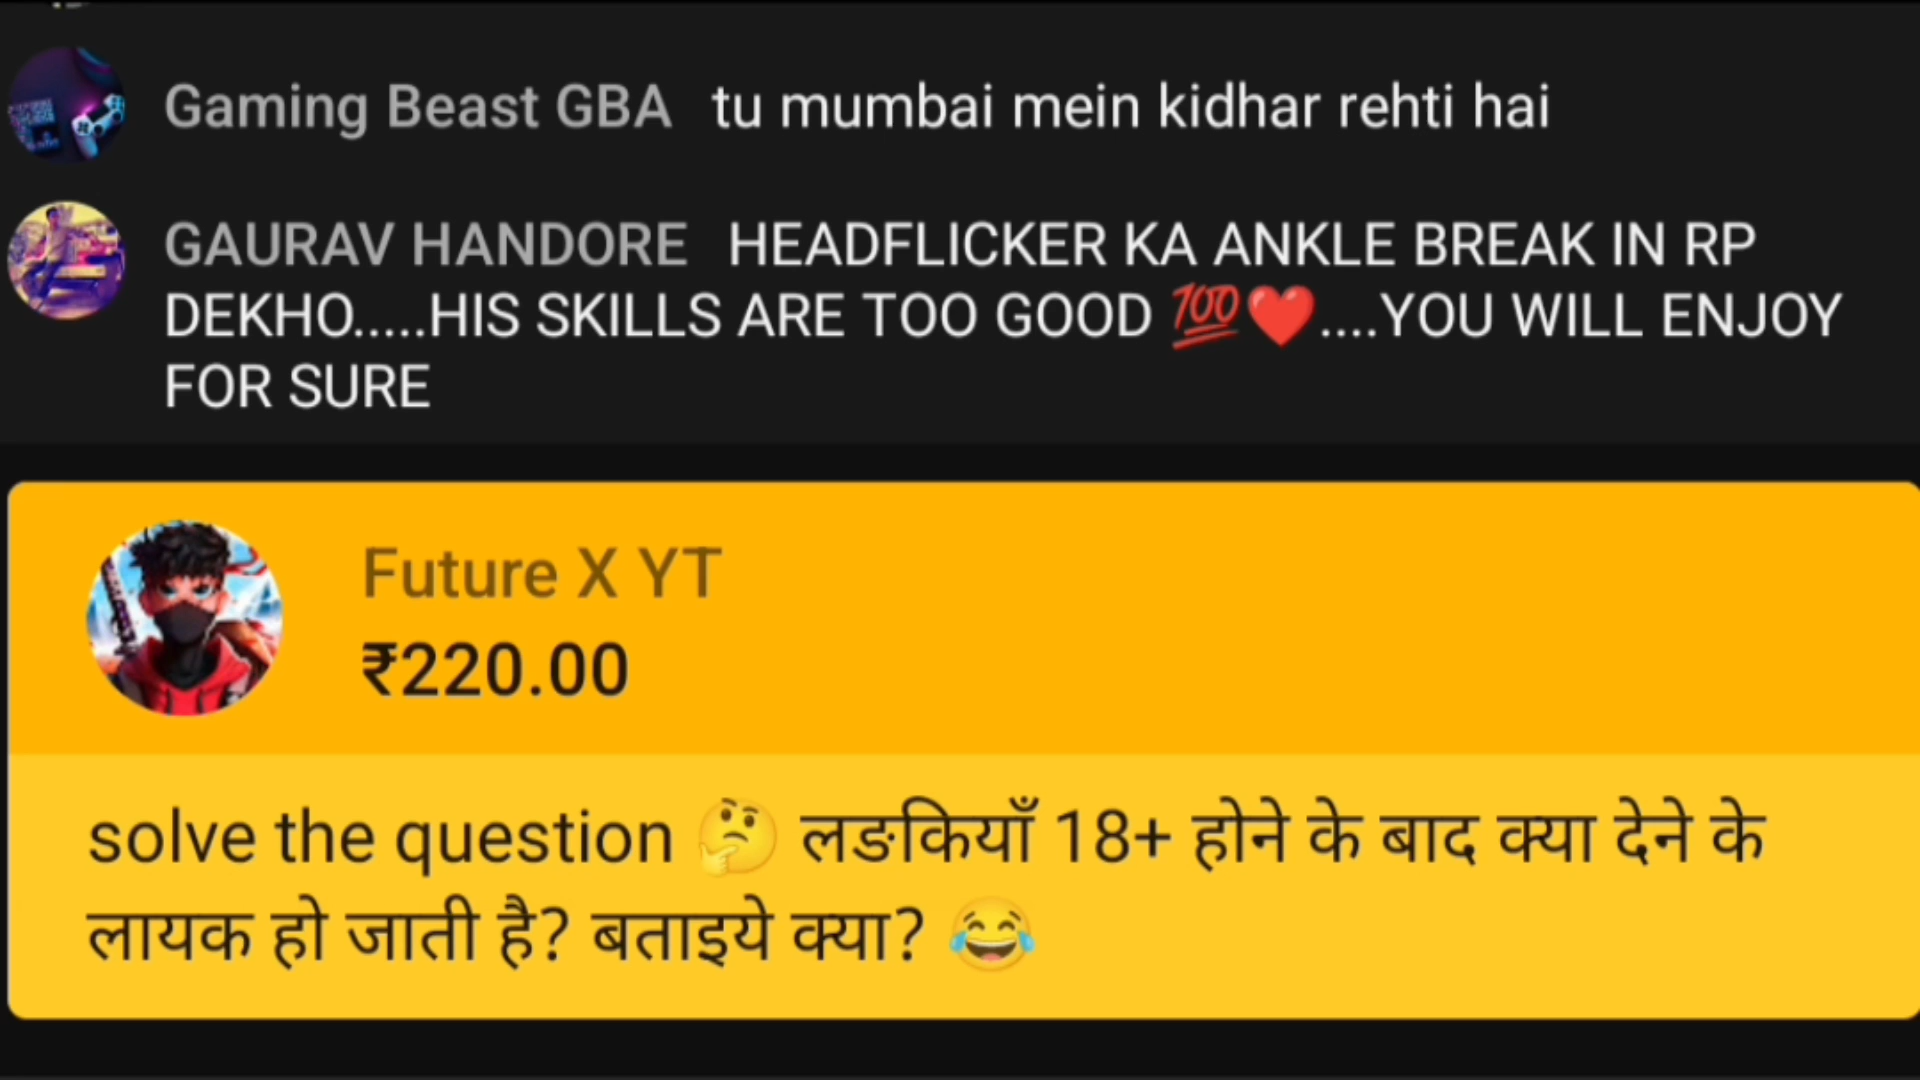 Gaming Beast GBA tu mumbai mein kidhar rehti hai
GAURAV HANDORE HEADFLICKER KA ANKLE BREAK IN RP
DEKHO.....HIS SKILLS ARE TOO GOOD 💯❤️....YOU WILL ENJOY
FOR SURE
Future X YT
₹220.00
solve the question 🤔 लङकियाँ 18+ होने के बाद क्या देने के
लायक हो जाती है? बताइये क्या? 😂